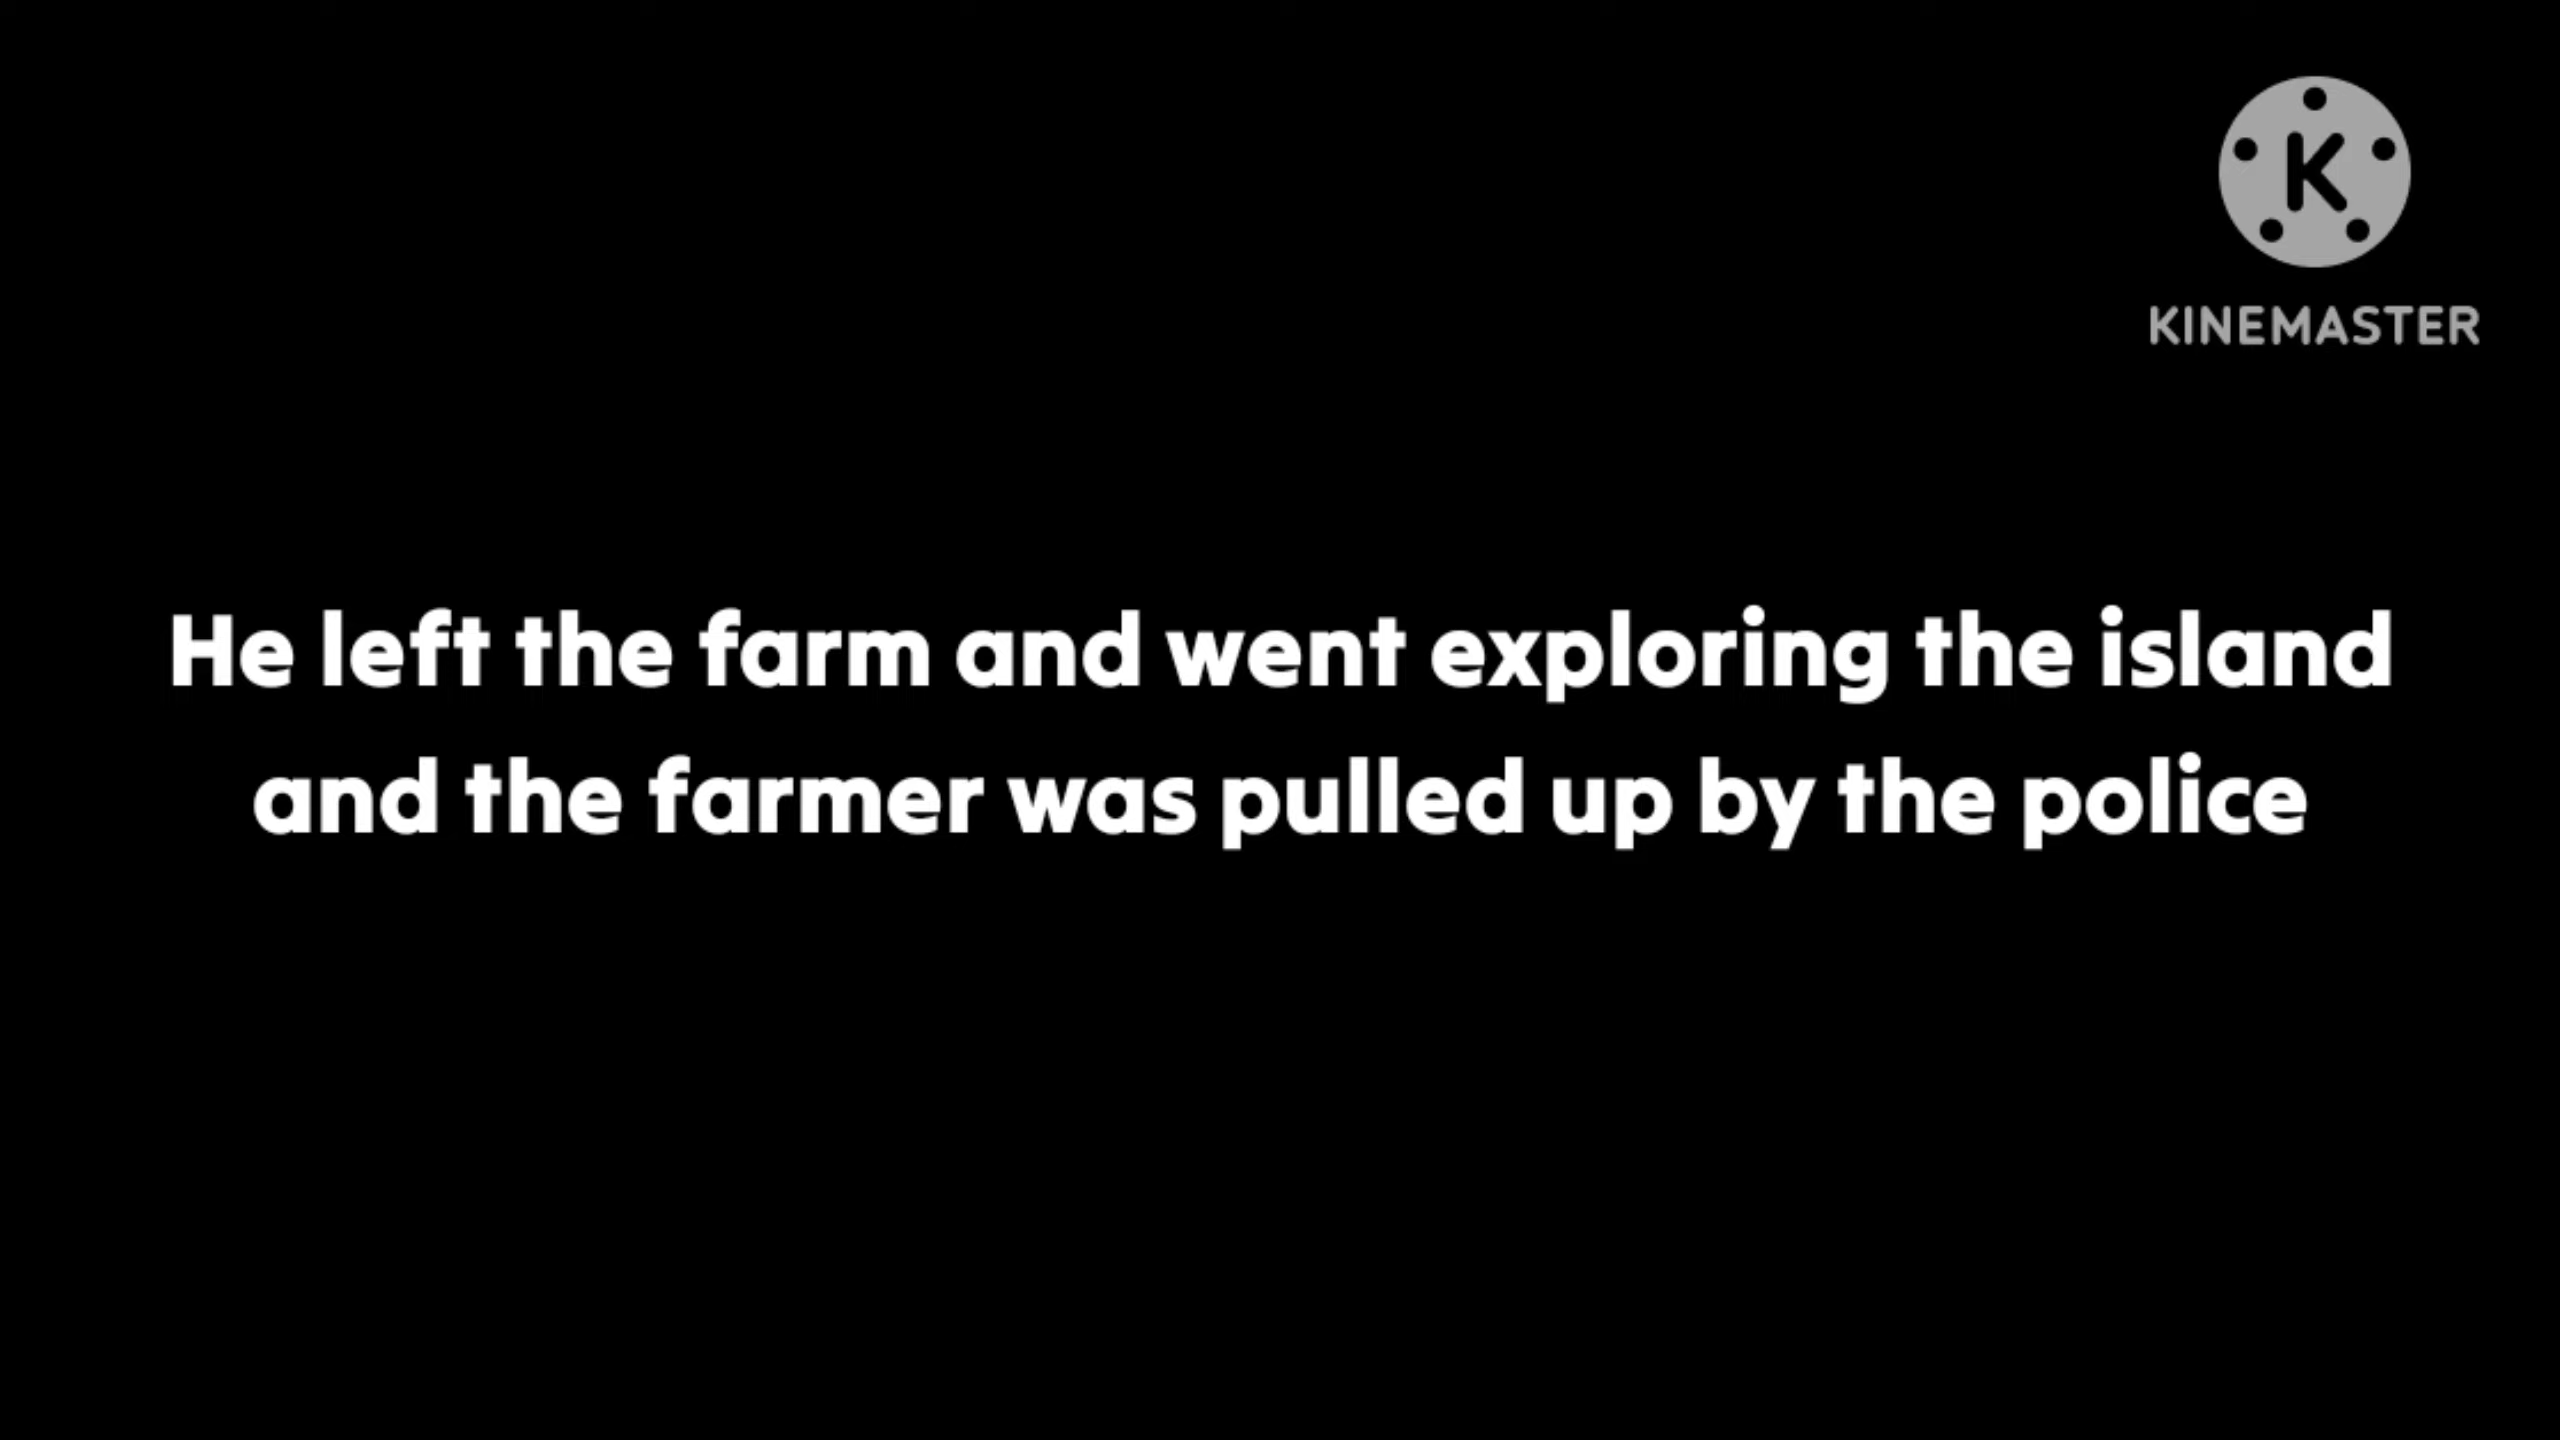 K
KINEMASTER
He left the farm and went exploring the island
and the farmer was pulled up by the police